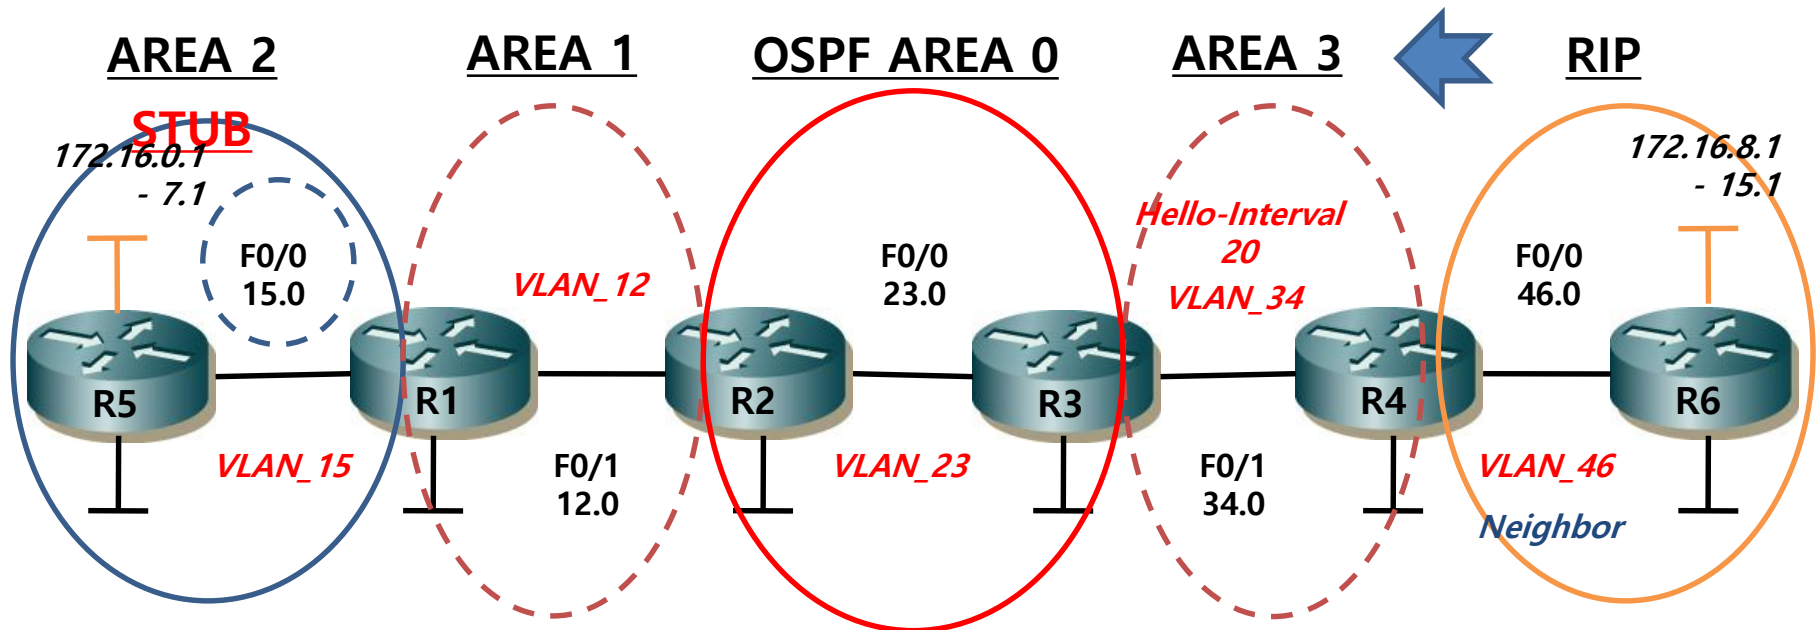 AREA 2
AREA 1
OSPF AREA 0
AREA 3
RIP
STUB
172.16.0.1
- 7.1
172.16.8.1
- 15.1
Hello-Interval
20
F0/0
15.0
VLAN_12
F0/0
23.0
VLAN_34
F0/0
46.0
R5
R1
R2
R3
R4
R6
VLAN_15
F0/1
12.0
VLAN_23
F0/1
34.0
VLAN_46
Neighbor